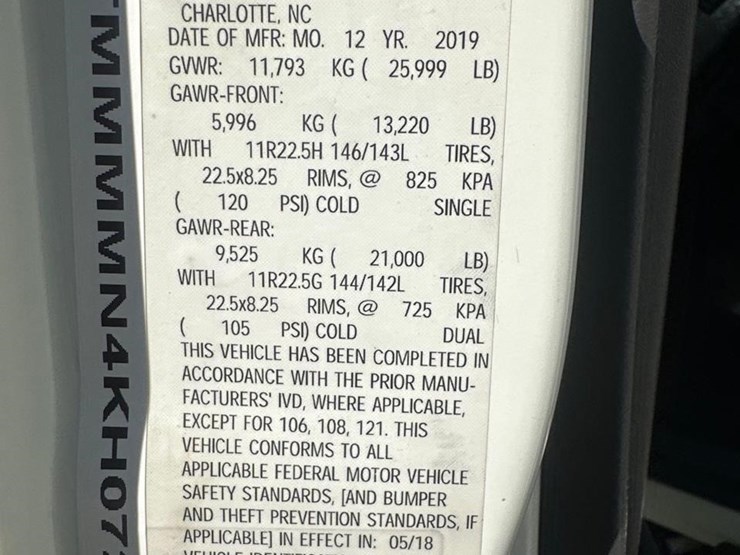 CHARLOTTE, NC
DATE OF MFR: MO. 12 YR. 2019
GVWR: 11,793 KG ( 25,999 LB)
GAWR-FRONT:
5,996 KG ( 13,220 LB)
WITH 11R22.5H 146/143L TIRES,
22.5x8.25 RIMS, @ 825 KPA
( 120 PSI) COLD SINGLE
GAWR-REAR:
9,525 KG ( 21,000 LB)
WITH 11R22.5G 144/142L TIRES,
22.5x8.25 RIMS, @ 725 KPA
( 105 PSI) COLD DUAL
THIS VEHICLE HAS BEEN COMPLETED IN
ACCORDANCE WITH THE PRIOR MANU-
FACTURERS' IVD, WHERE APPLICABLE,
EXCEPT FOR 106, 108, 121. THIS
VEHICLE CONFORMS TO ALL
APPLICABLE FEDERAL MOTOR VEHICLE
SAFETY STANDARDS, [AND BUMPER
AND THEFT PREVENTION STANDARDS, IF
APPLICABLE] IN EFFECT IN: 05/18
MMMMN4KH07